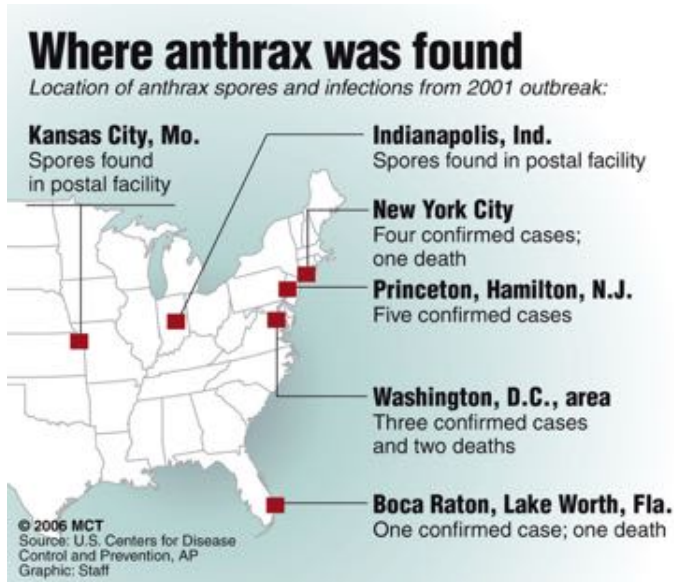 Where anthrax was found
Location of anthrax spores and infections from 2001 outbreak:
Kansas City, Mo.
Spores found
in postal facility
Indianapolis, Ind.
Spores found in postal facility
New York City
Four confirmed cases;
one death
Princeton, Hamilton, N.J.
Five confirmed cases
Washington, D.C., area
Three confirmed cases
and two deaths
Boca Raton, Lake Worth, Fla.
One confirmed case; one death
© 2006 MCT
Source: U.S. Centers for Disease
Control and Prevention, AP
Graphic: Staff